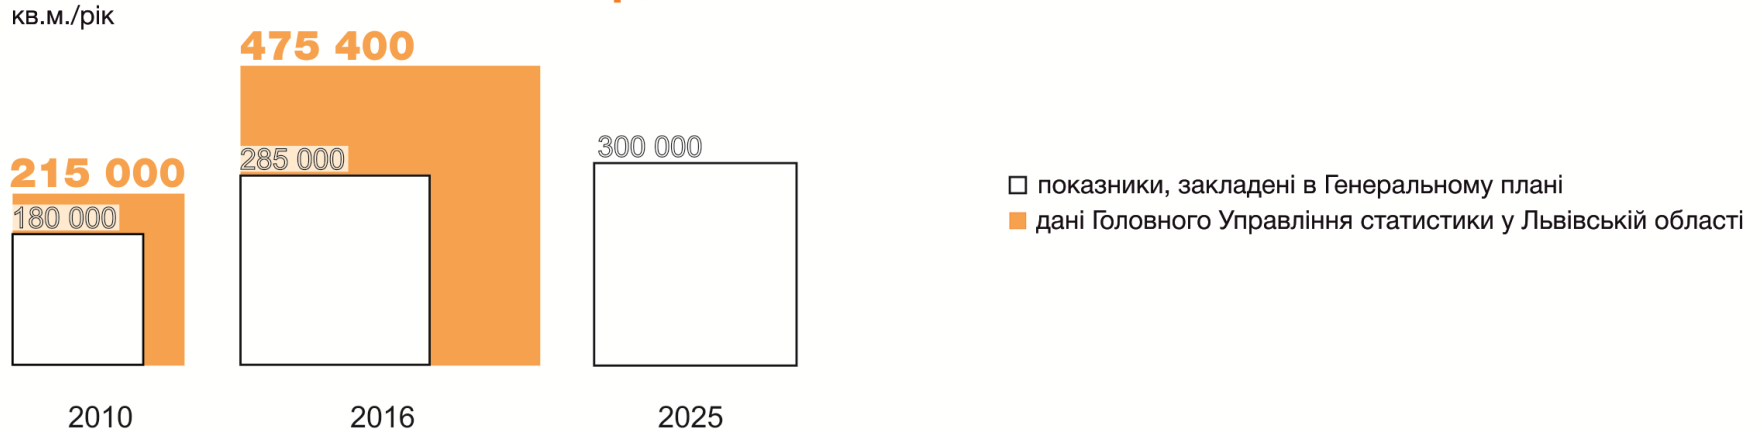 кв.м./рік
475 400
285 000
300 000
215 000
180 000
показники, закладені в Генеральному плані
дані Головного Управління статистики у Львівській області
2010
2016
2025